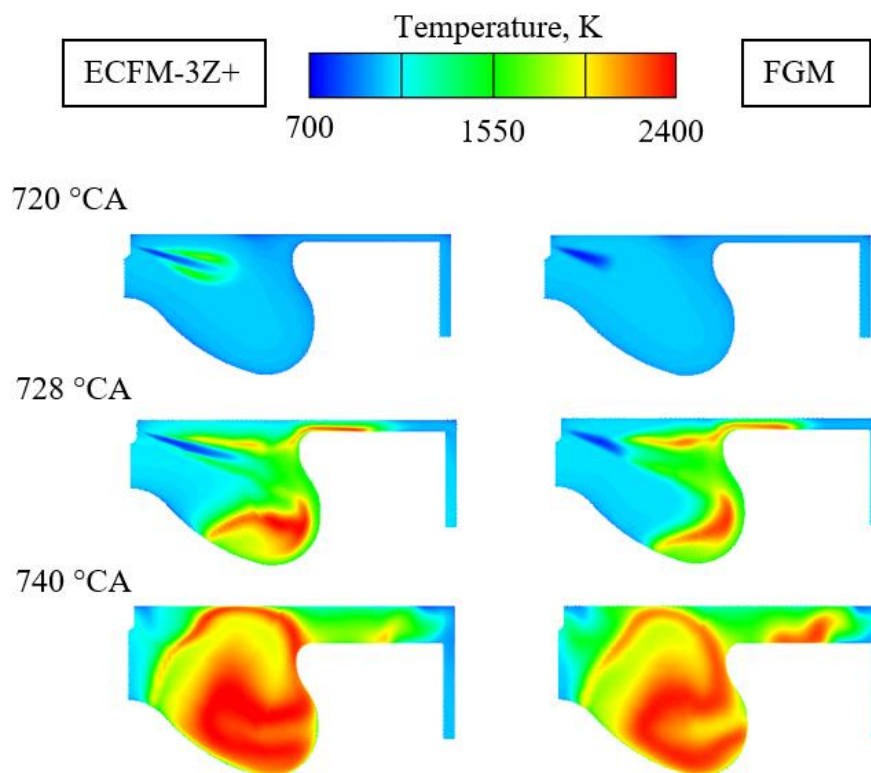 Temperature, K
ECFM-3Z+
FGM
700 1550 2400
720 °CA
728 °CA
740 °CA